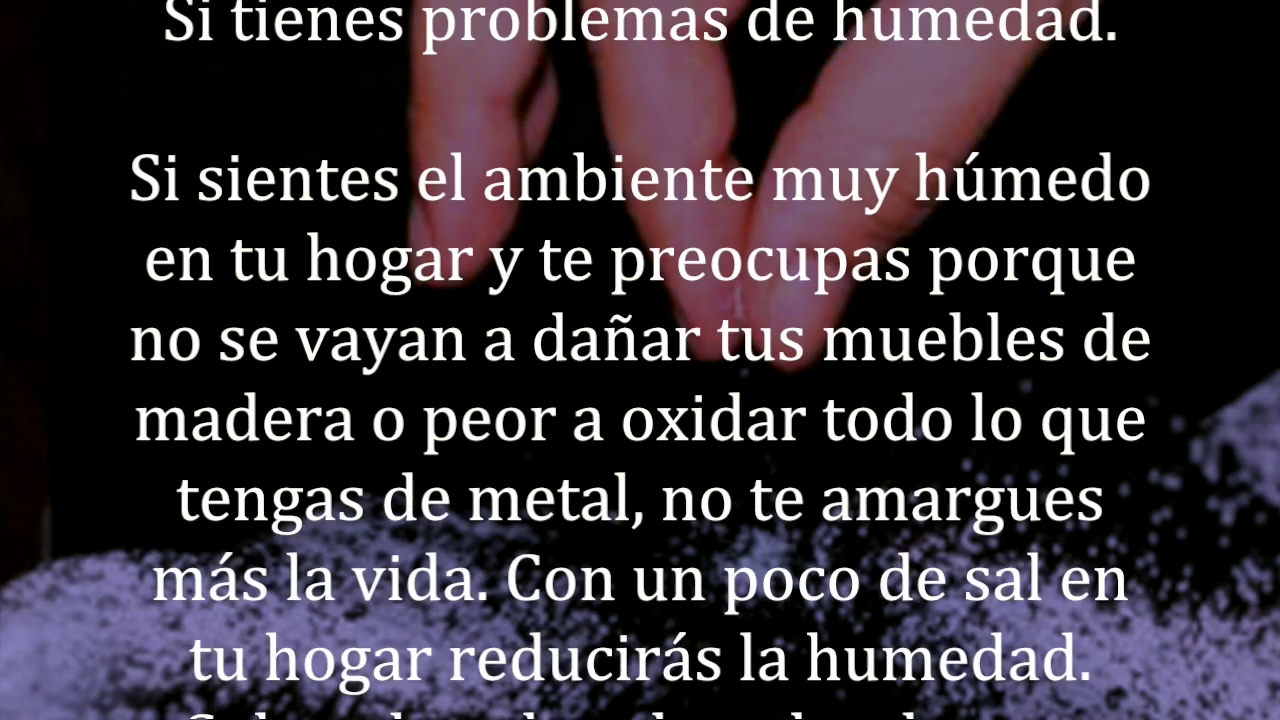 Si tienes problemas de humedad.
Si sientes el ambiente muy húmedo
en tu hogar y te preocupas porque
no se vayan a dañar tus muebles de
madera o peor a oxidar todo lo que
tengas de metal, no te amargues
más la vida. Con un poco de sal en
tu hogar reducirás la humedad.